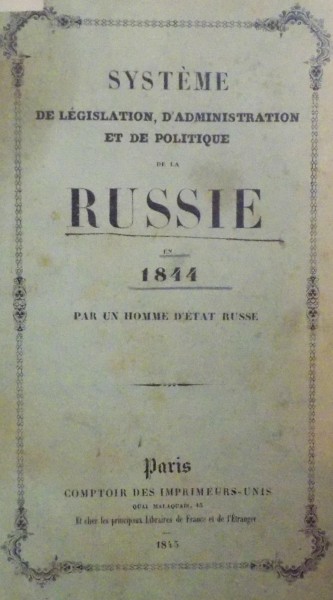 SYSTÈME
DE LÉGISLATION, D'ADMINISTRATION
ET DE POLITIQUE
DE LA
RUSSIE
EN
1844
PAR UN HOMME D'ÉTAT RUSSE
Paris
COMPTOIR DES IMPRIMEURS-UNIS
QUAI MALAQUAIS, 15
Et chez les principaux Libraires de France et de l'Étranger
1845